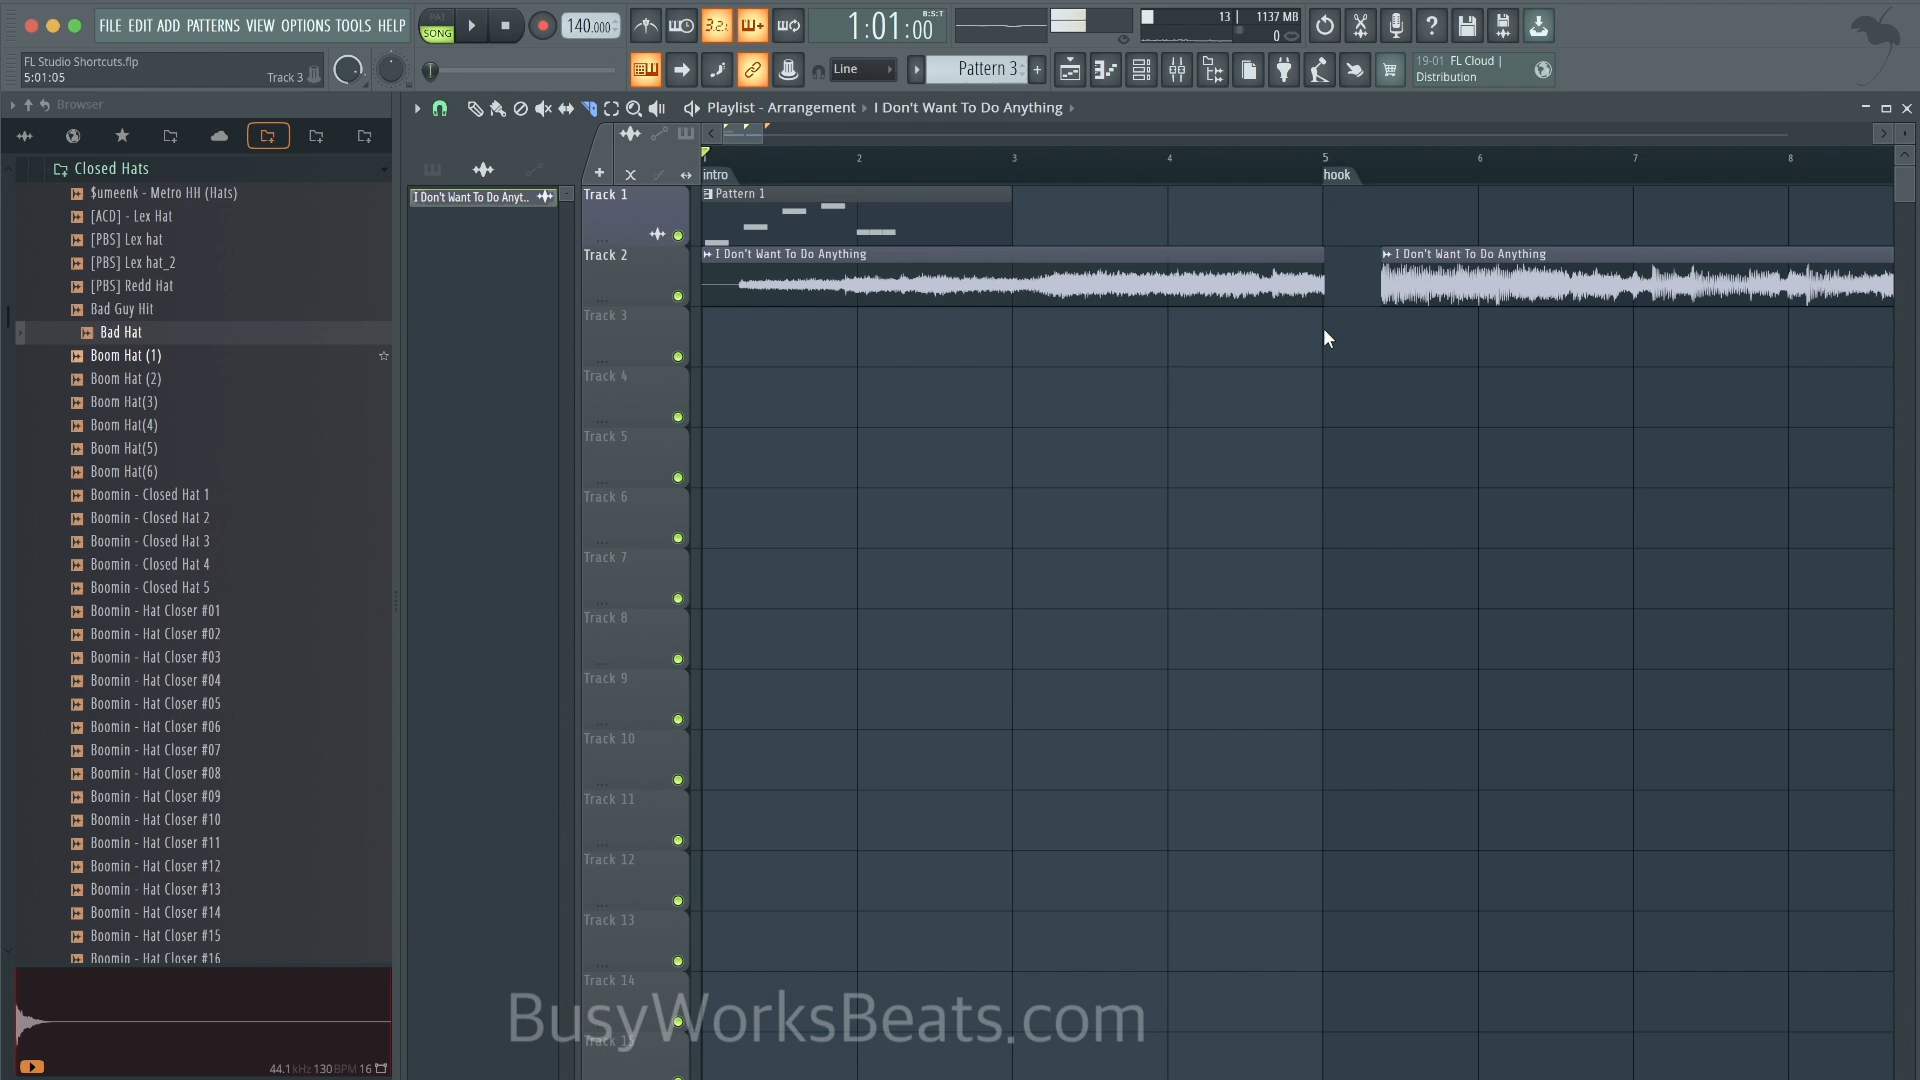 FILE EDIT ADD PATTERNS VIEW OPTIONS TOOLS HELP
PAT
SONG
140.000
3.2.
1:01:00
B:S:T
13
1137 MB
0
FL Studio Shortcuts.flp
5:01:05
Track 3
Line
Pattern 3
19-01 FL Cloud |
Distribution
Browser
Playlist - Arrangement
I Don't Want To Do Anything
Closed Hats
$umeenk - Metro HH (Hats)
[ACD] - Lex Hat
[PBS] Lex hat
[PBS] Lex hat_2
[PBS] Redd Hat
Bad Guy Hit
Bad Hat
Boom Hat (1)
Boom Hat (2)
Boom Hat(3)
Boom Hat(4)
Boom Hat(5)
Boom Hat(6)
Boomin - Closed Hat 1
Boomin - Closed Hat 2
Boomin - Closed Hat 3
Boomin - Closed Hat 4
Boomin - Closed Hat 5
Boomin - Hat Closer #01
Boomin - Hat Closer #02
Boomin - Hat Closer #03
Boomin - Hat Closer #04
Boomin - Hat Closer #05
Boomin - Hat Closer #06
Boomin - Hat Closer #07
Boomin - Hat Closer #08
Boomin - Hat Closer #09
Boomin - Hat Closer #10
Boomin - Hat Closer #11
Boomin - Hat Closer #12
Boomin - Hat Closer #13
Boomin - Hat Closer #14
Boomin - Hat Closer #15
Boomin - Hat Closer #16
44.1kHz 130 BPM 16
I Don't Want To Do Anyt..
1 2 3 4 5 6 7 8
intro
hook
Track 1
Pattern 1
Track 2
I Don't Want To Do Anything
I Don't Want To Do Anything
Track 3
Track 4
Track 5
Track 6
Track 7
Track 8
Track 9
Track 10
Track 11
Track 12
Track 13
Track 14
Track 15
BusyWorksBeats.com